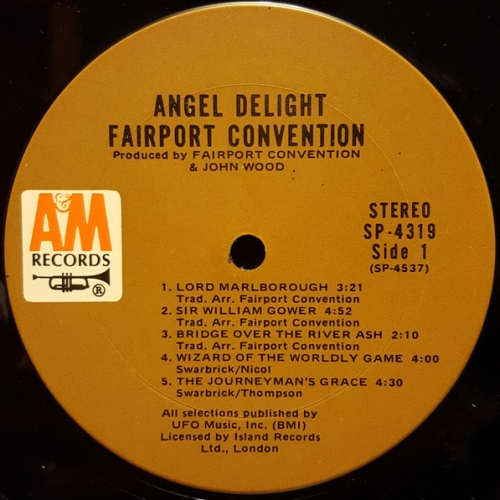 ANGEL DELIGHT
FAIRPORT CONVENTION
Produced by FAIRPORT CONVENTION
& JOHN WOOD
A&M
RECORDS
®
STEREO
SP-4319
Side 1
(SP-4537)
1. LORD MARLBOROUGH 3:21
Trad. Arr. Fairport Convention
2. SIR WILLIAM GOWER 4:52
Trad. Arr. Fairport Convention
3. BRIDGE OVER THE RIVER ASH 2:10
Trad. Arr. Fairport Convention
4. WIZARD OF THE WORLDLY GAME 4:00
Swarbrick/Nicol
5. THE JOURNEYMAN'S GRACE 4:30
Swarbrick/Thompson
All selections published by
UFO Music, Inc. (BMI)
Licensed by Island Records
Ltd., London